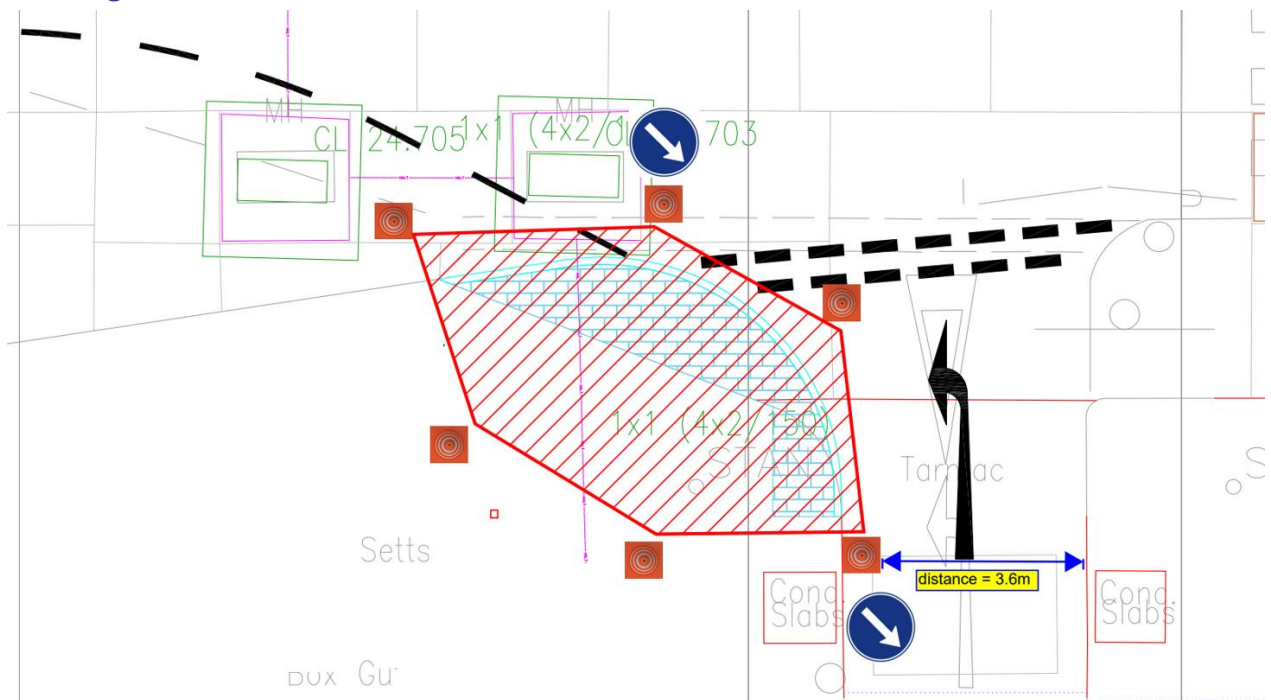 MH
MH
CL 24.705
1x1 (4x2/1
703
1x1 (4x2/150)
STAN
Tarmac
Setts
distance = 3.6m
Conc.
Slabs
Conc.
Slabs
Box Gu